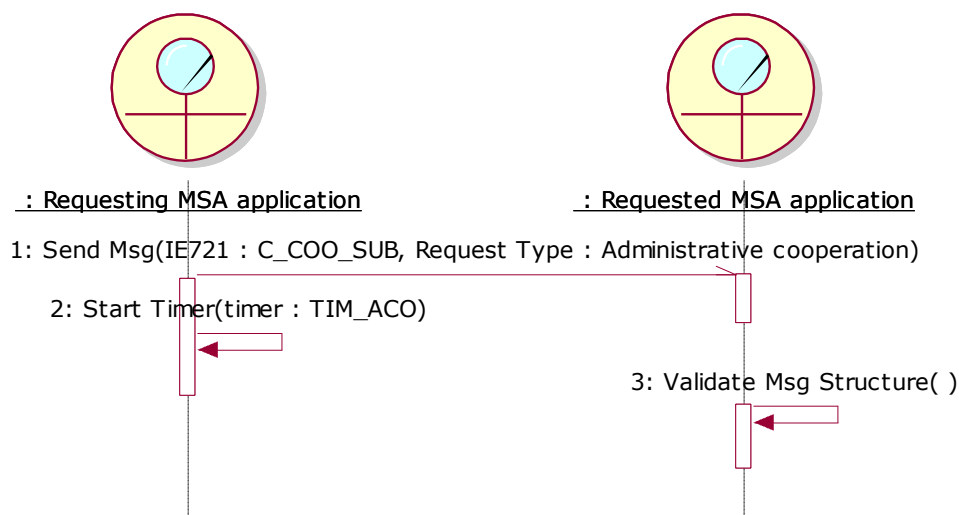 : Requesting MSA application
: Requested MSA application
1: Send Msg(IE721 : C_COO_SUB, Request Type : Administrative cooperation)
2: Start Timer(timer : TIM_ACO)
3: Validate Msg Structure( )